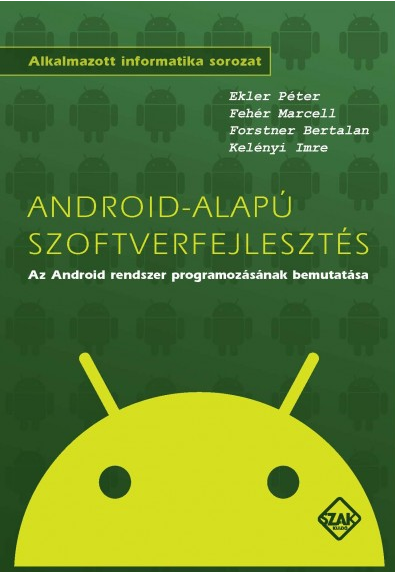 Alkalmazott informatika sorozat
Ekler Péter
Fehér Marcell
Forstner Bertalan
Kelényi Imre
ANDROID-ALAPÚ
SZOFTVERFEJLESZTÉS
Az Android rendszer programozásának bemutatása
SZAK
KIADÓ